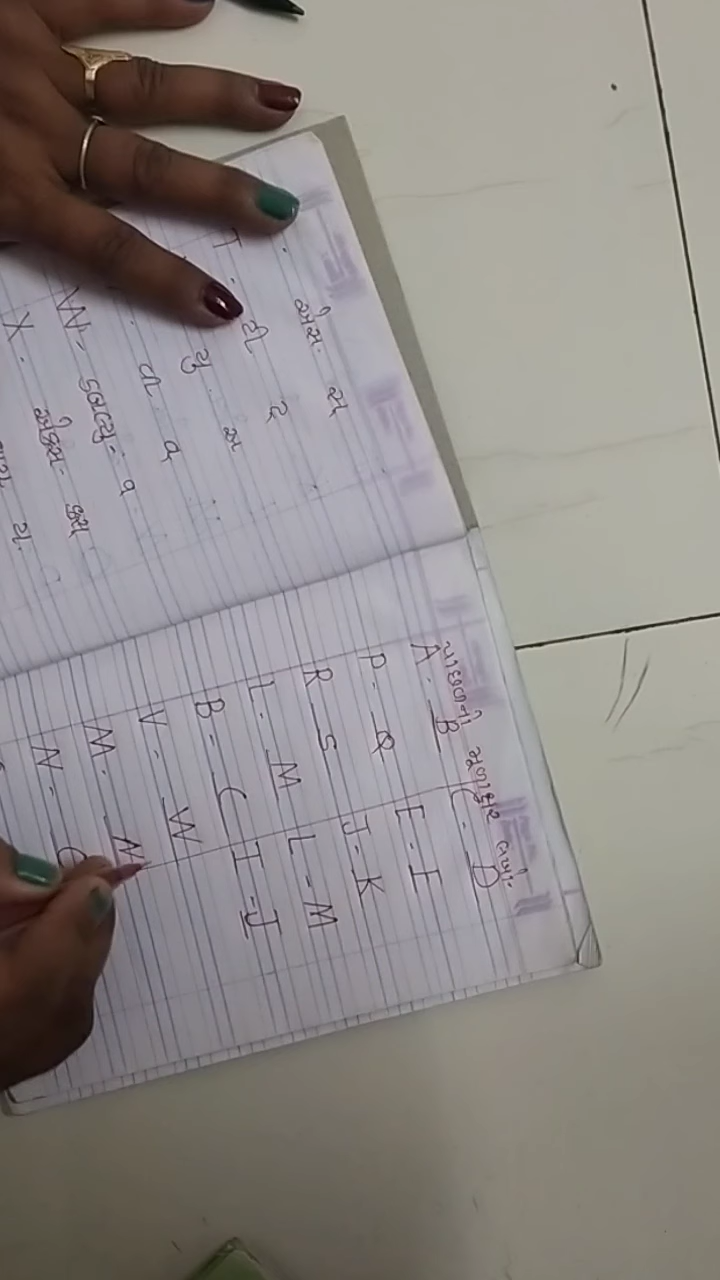 એસ. સ
T. ટી ટ
યુ. અ
વી. વ
W- ડબલ્યુ- વ
X. એક્સ- ક્સ
ય
પાછળનો મૂળાક્ષર લખો.
A- B C- D
P- Q E- F
R S J- K
L- M L- M
B- C I- J
V- W
M- N
N-